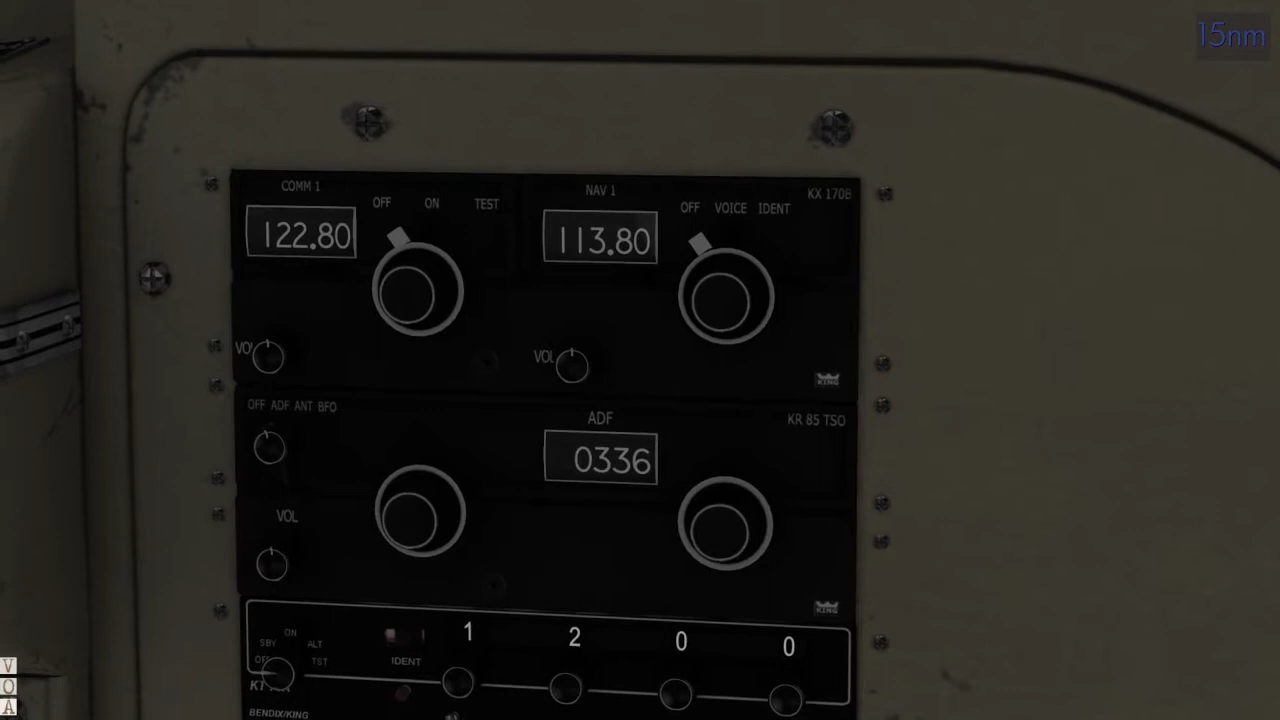 15nm
COMM 1
NAV 1
KX 170B
OFF ON TEST
OFF VOICE IDENT
122.80
113.80
VOL
KING
OFF ADF ANT BFO
ADF
KR 85 TSO
0336
VOL
KING
1 2 0 0
ON
SBY
ALT
TST
IDENT
BENDIX/KING
V
O
A